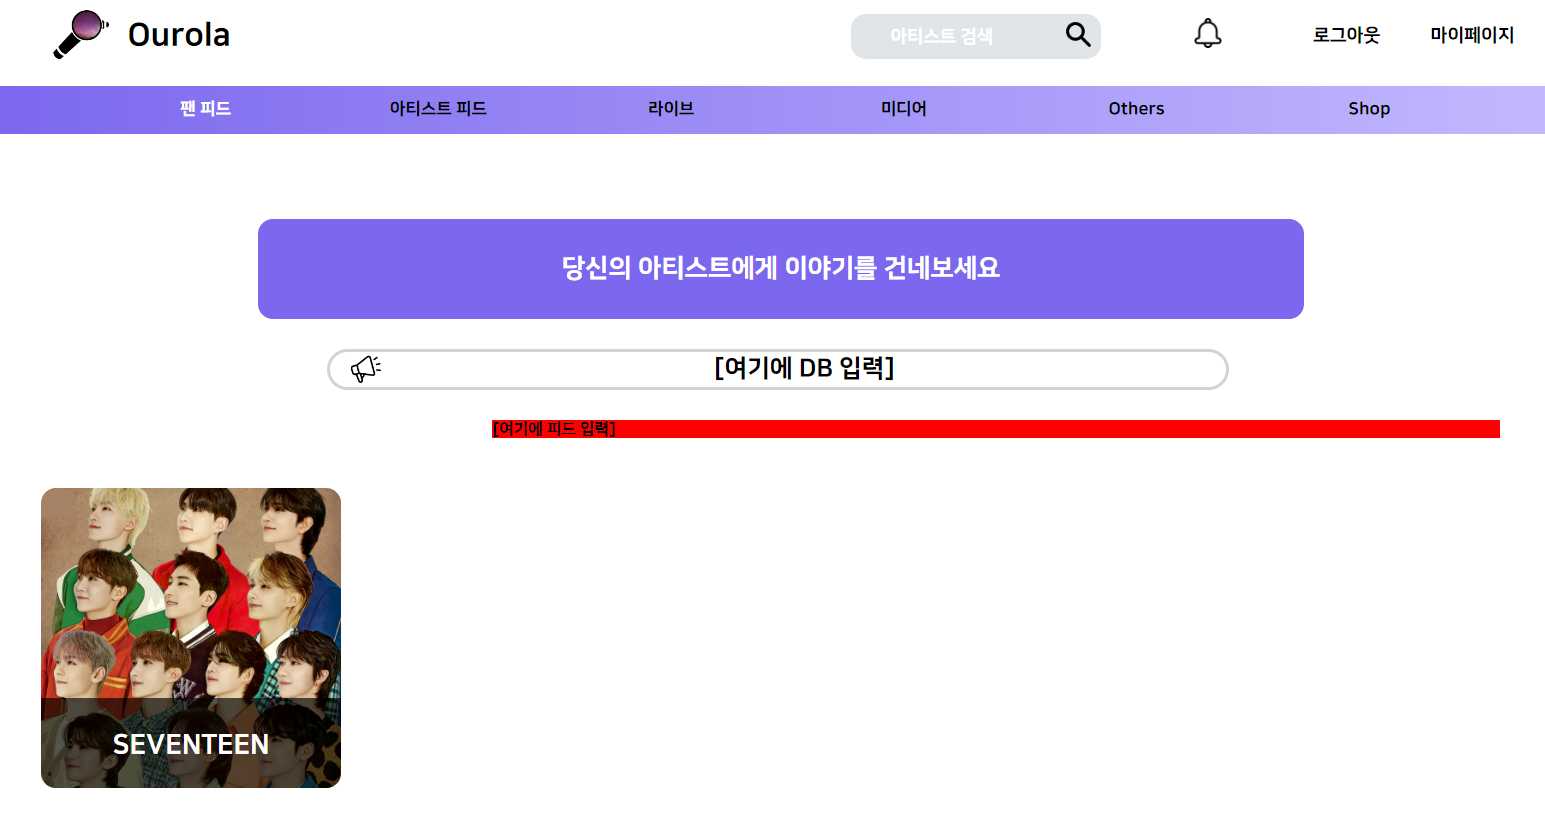 Ourola
아티스트 검색
로그아웃
마이페이지
팬 피드
아티스트 피드
라이브
미디어
Others
Shop
당신의 아티스트에게 이야기를 건네보세요
[여기에 DB 입력]
[여기에 피드 입력]
SEVENTEEN